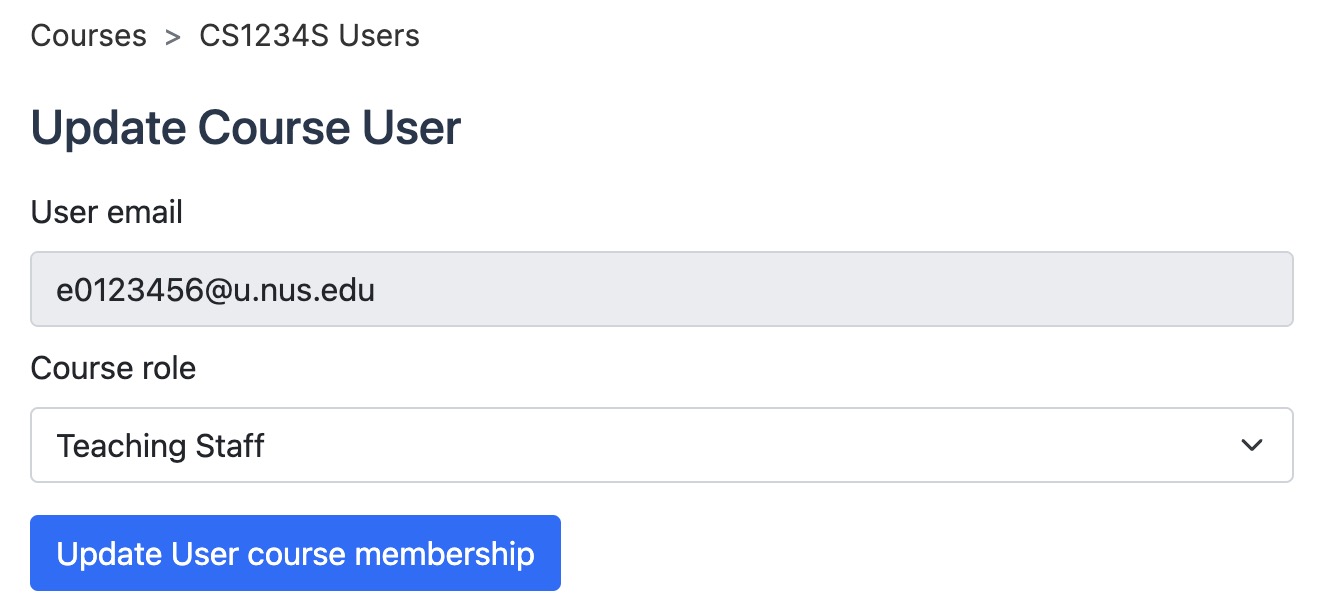 Courses > CS1234S Users
Update Course User
User email
e0123456@u.nus.edu
Course role
Teaching Staff
Update User course membership